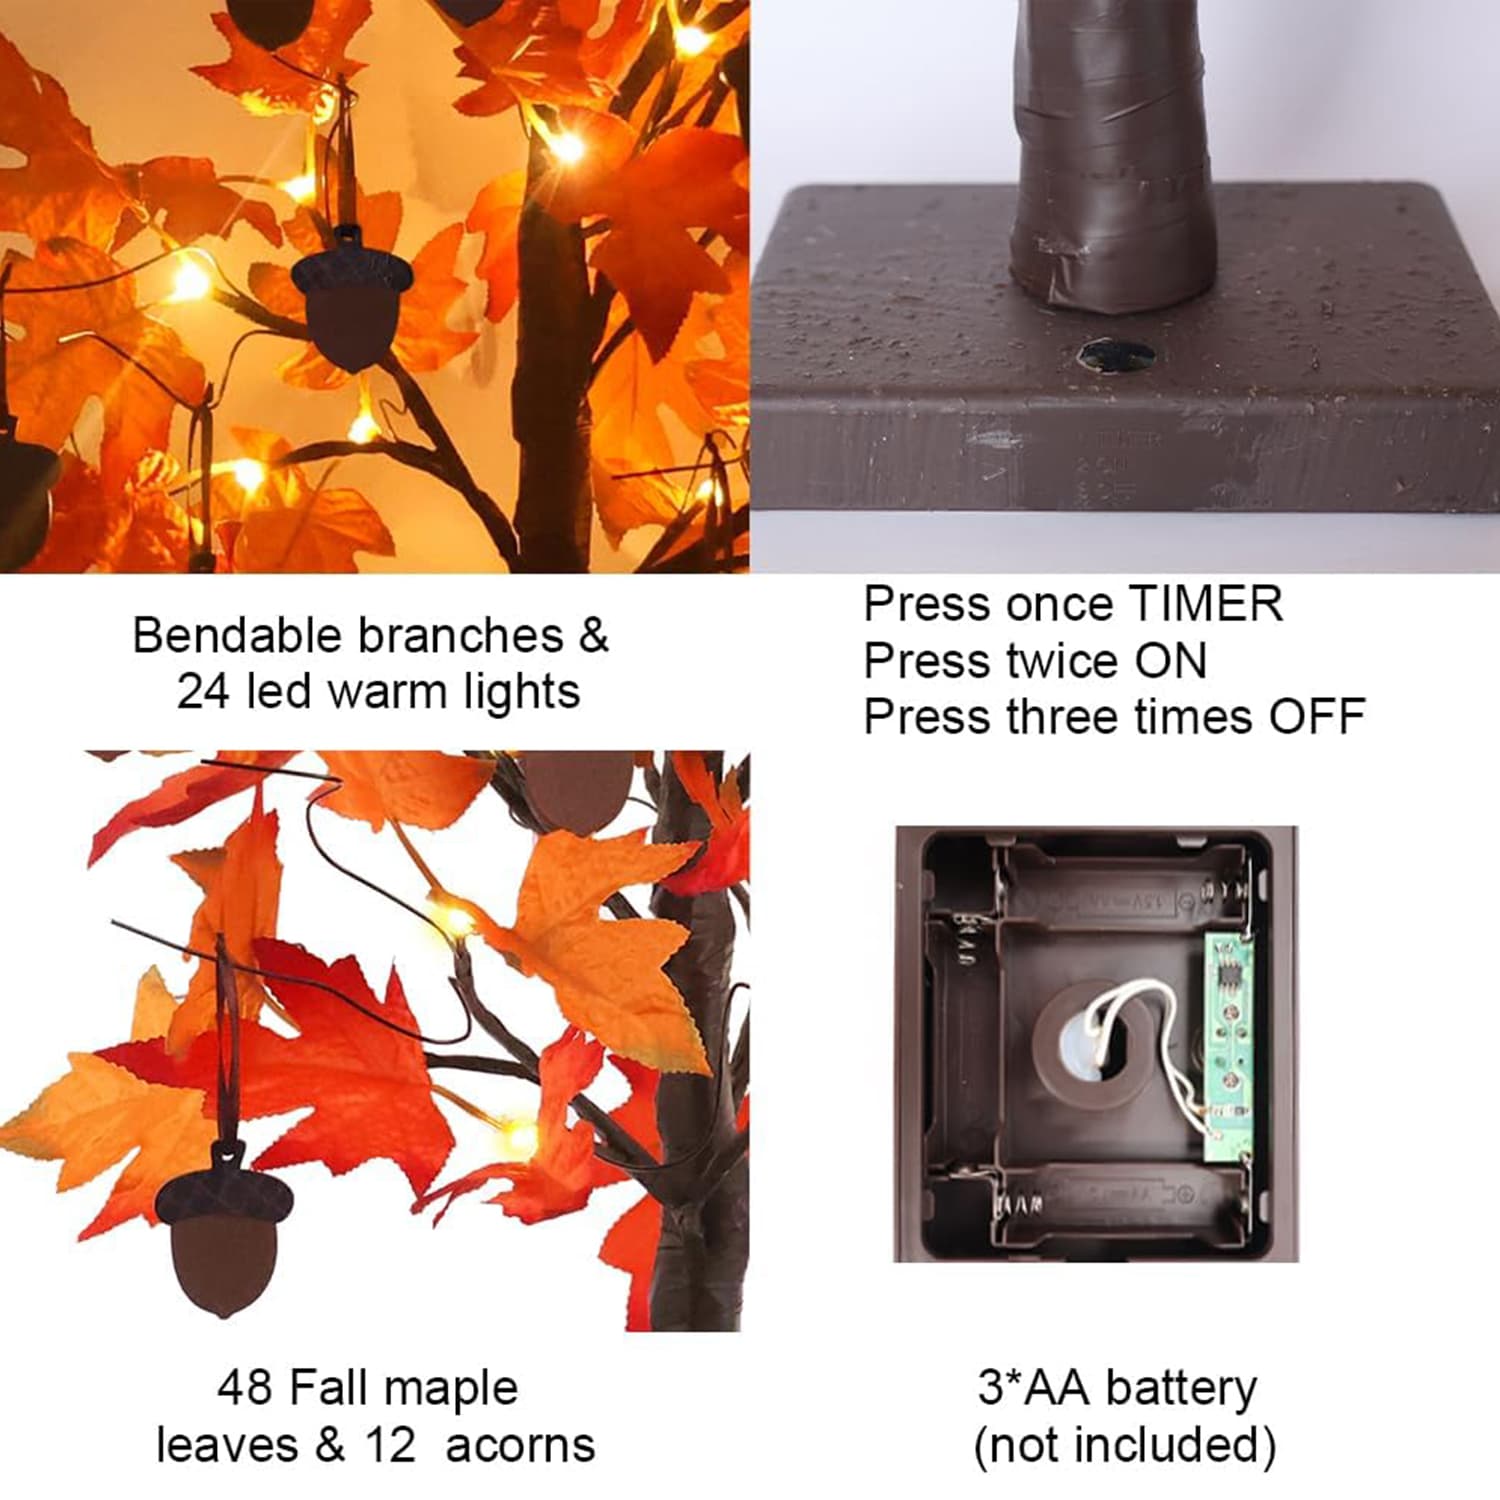 Bendable branches &
24 led warm lights
Press once TIMER
Press twice ON
Press three times OFF
48 Fall maple
leaves & 12 acorns
3*AA battery
(not included)